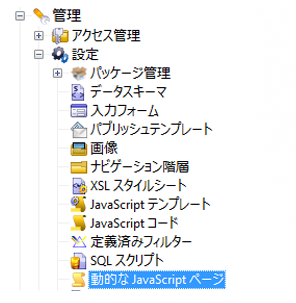 管理
アクセス管理
設定
パッケージ管理
データスキーマ
入力フォーム
パブリッシュテンプレート
画像
ナビゲーション階層
XSL スタイルシート
JavaScript テンプレート
JavaScript コード
定義済みフィルター
SQL スクリプト
動的な JavaScript ページ